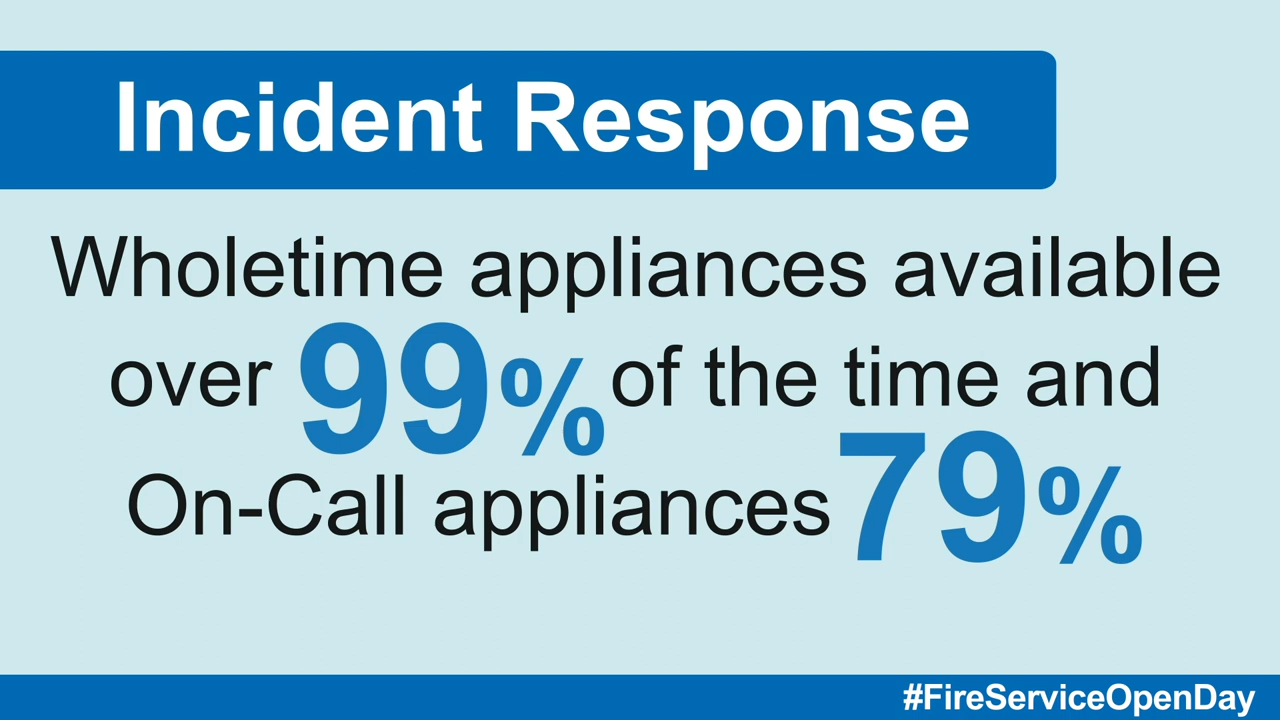 Incident Response
Wholetime appliances available
over 99% of the time and
On-Call appliances 79%
#FireServiceOpenDay